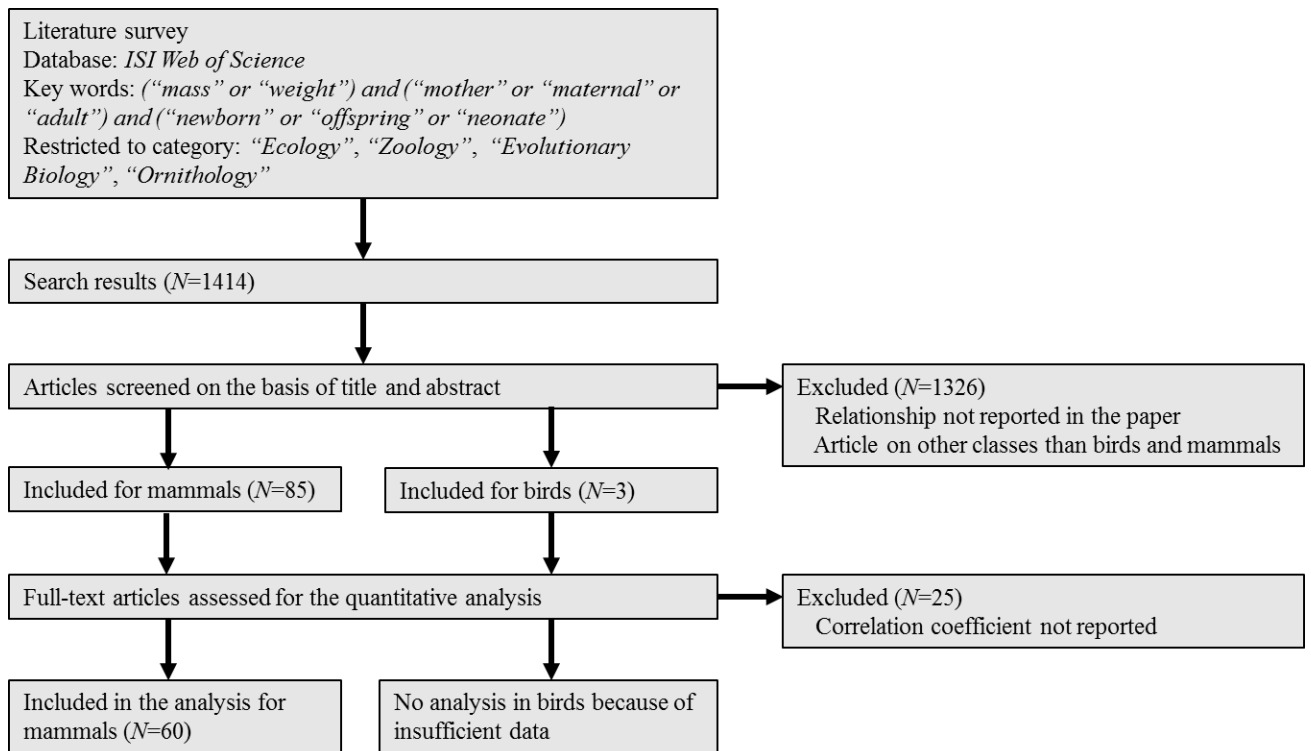 Literature survey
Database: ISI Web of Science
Key words: (“mass” or “weight”) and (“mother” or “maternal” or
“adult”) and (“newborn” or “offspring” or “neonate”)
Restricted to category: “Ecology”, “Zoology”, “Evolutionary
Biology”, “Ornithology”
Search results (N=1414)
Articles screened on the basis of title and abstract
Excluded (N=1326)
Relationship not reported in the paper
Article on other classes than birds and mammals
Included for mammals (N=85)
Included for birds (N=3)
Full-text articles assessed for the quantitative analysis
Excluded (N=25)
Correlation coefficient not reported
Included in the analysis for
mammals (N=60)
No analysis in birds because of
insufficient data